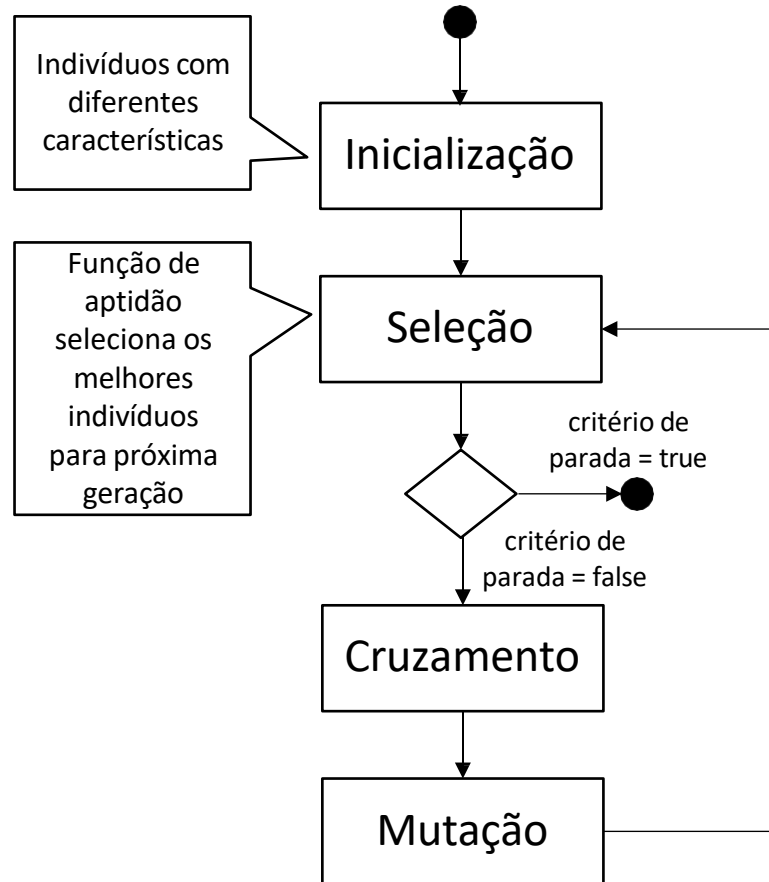 Indivíduos com
diferentes
características
Inicialização
Função de
aptidão
seleciona os
melhores
indivíduos
para próxima
geração
Seleção
critério de
parada = true
critério de
parada = false
Cruzamento
Mutação